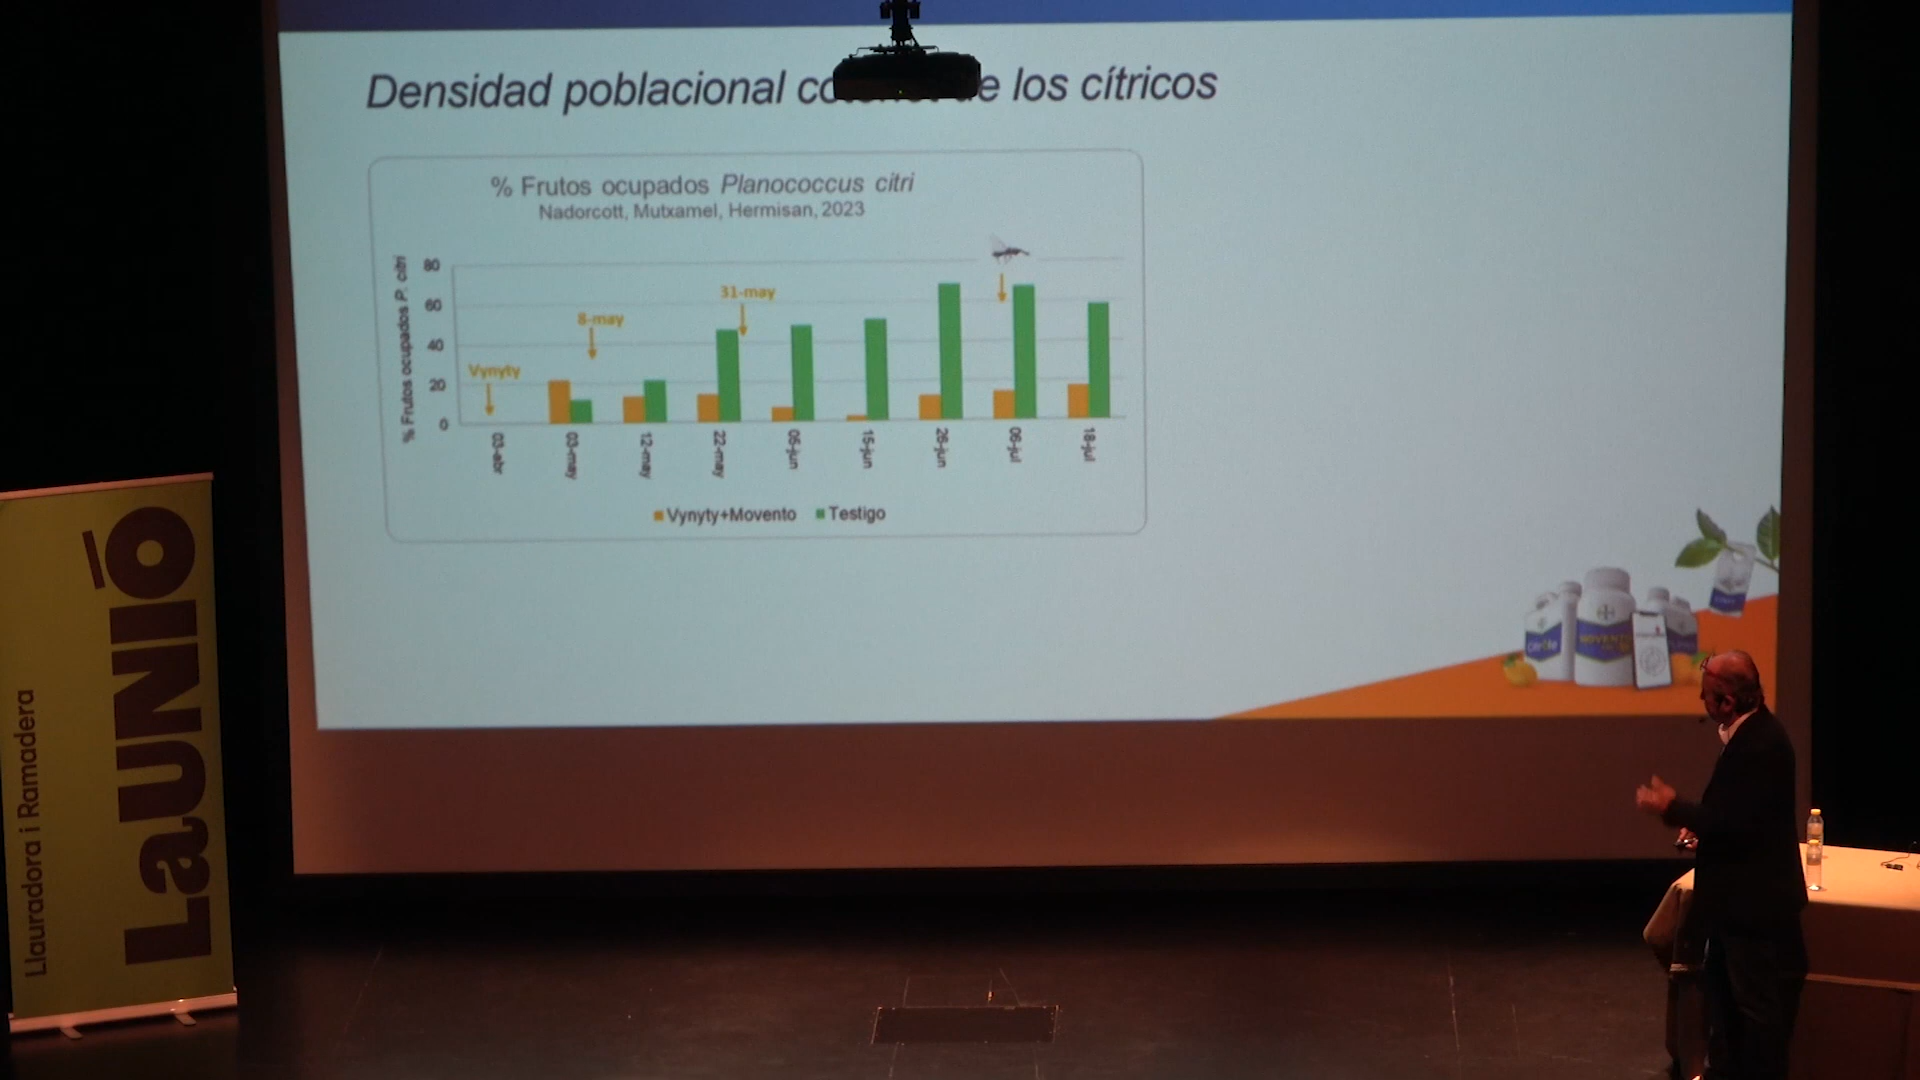 Densidad poblacional de los cítricos
% Frutos ocupados Planococcus citri
Nadorcott, Mutxamel, Hermisan, 2023
% Frutos ocupados P. citri
80
60
40
20
0
Vynyty
8-may
31-may
03-abr
03-may
12-may
22-may
05-jun
15-jun
26-jun
06-jul
18-jul
Vynyty+Movento
Testigo
MOVENTO
LaUNIÓ
Llauradora i Ramadera